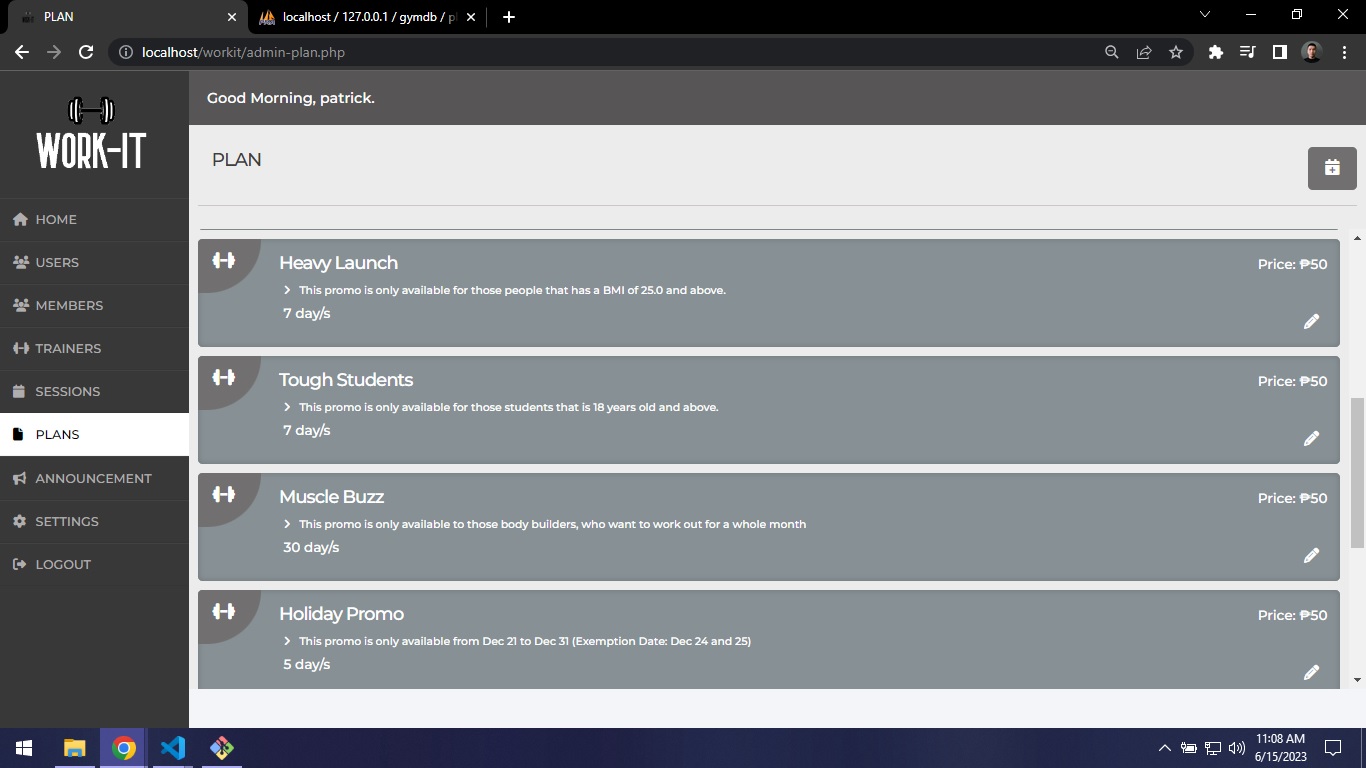 PLAN
localhost / 127.0.0.1 / gymdb / pl
localhost/workit/admin-plan.php
WORK-IT
Good Morning, patrick.
PLAN
HOME
USERS
MEMBERS
TRAINERS
SESSIONS
PLANS
ANNOUNCEMENT
SETTINGS
LOGOUT
Heavy Launch
Price: ₱50
This promo is only available for those people that has a BMI of 25.0 and above.
7 day/s
Tough Students
Price: ₱50
This promo is only available for those students that is 18 years old and above.
7 day/s
Muscle Buzz
Price: ₱50
This promo is only available to those body builders, who want to work out for a whole month
30 day/s
Holiday Promo
Price: ₱50
This promo is only available from Dec 21 to Dec 31 (Exemption Date: Dec 24 and 25)
5 day/s
11:08 AM
6/15/2023